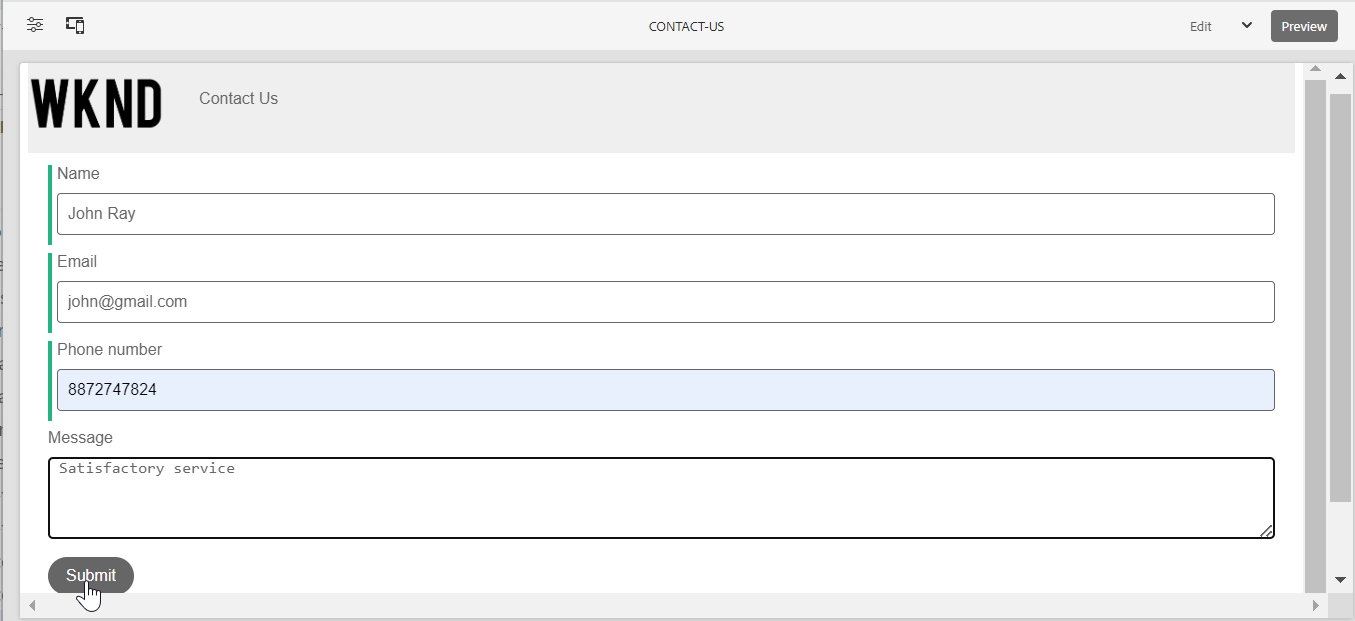 CONTACT-US
Edit
Preview
WKND
Contact Us
Name
John Ray
Email
john@gmail.com
Phone number
8872747824
Message
Satisfactory service
Submit